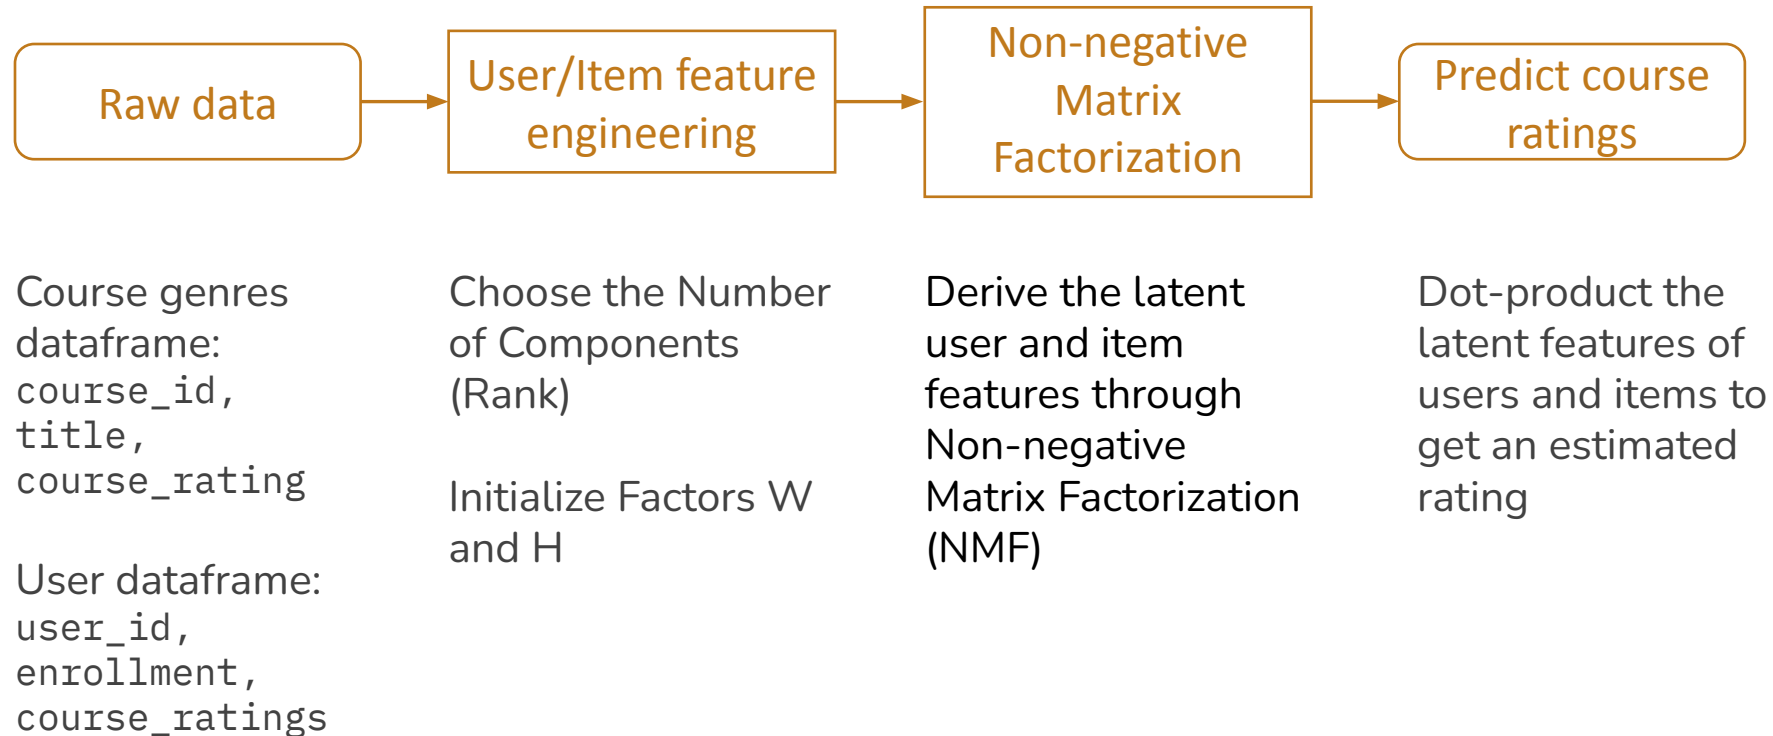 Raw data
User/Item feature
engineering
Non-negative
Matrix
Factorization
Predict course
ratings
Course genres
dataframe:
course_id,
title,
course_rating
User dataframe:
user_id,
enrollment,
course_ratings
Choose the Number
of Components
(Rank)
Initialize Factors W
and H
Derive the latent
user and item
features through
Non-negative
Matrix Factorization
(NMF)
Dot-product the
latent features of
users and items to
get an estimated
rating